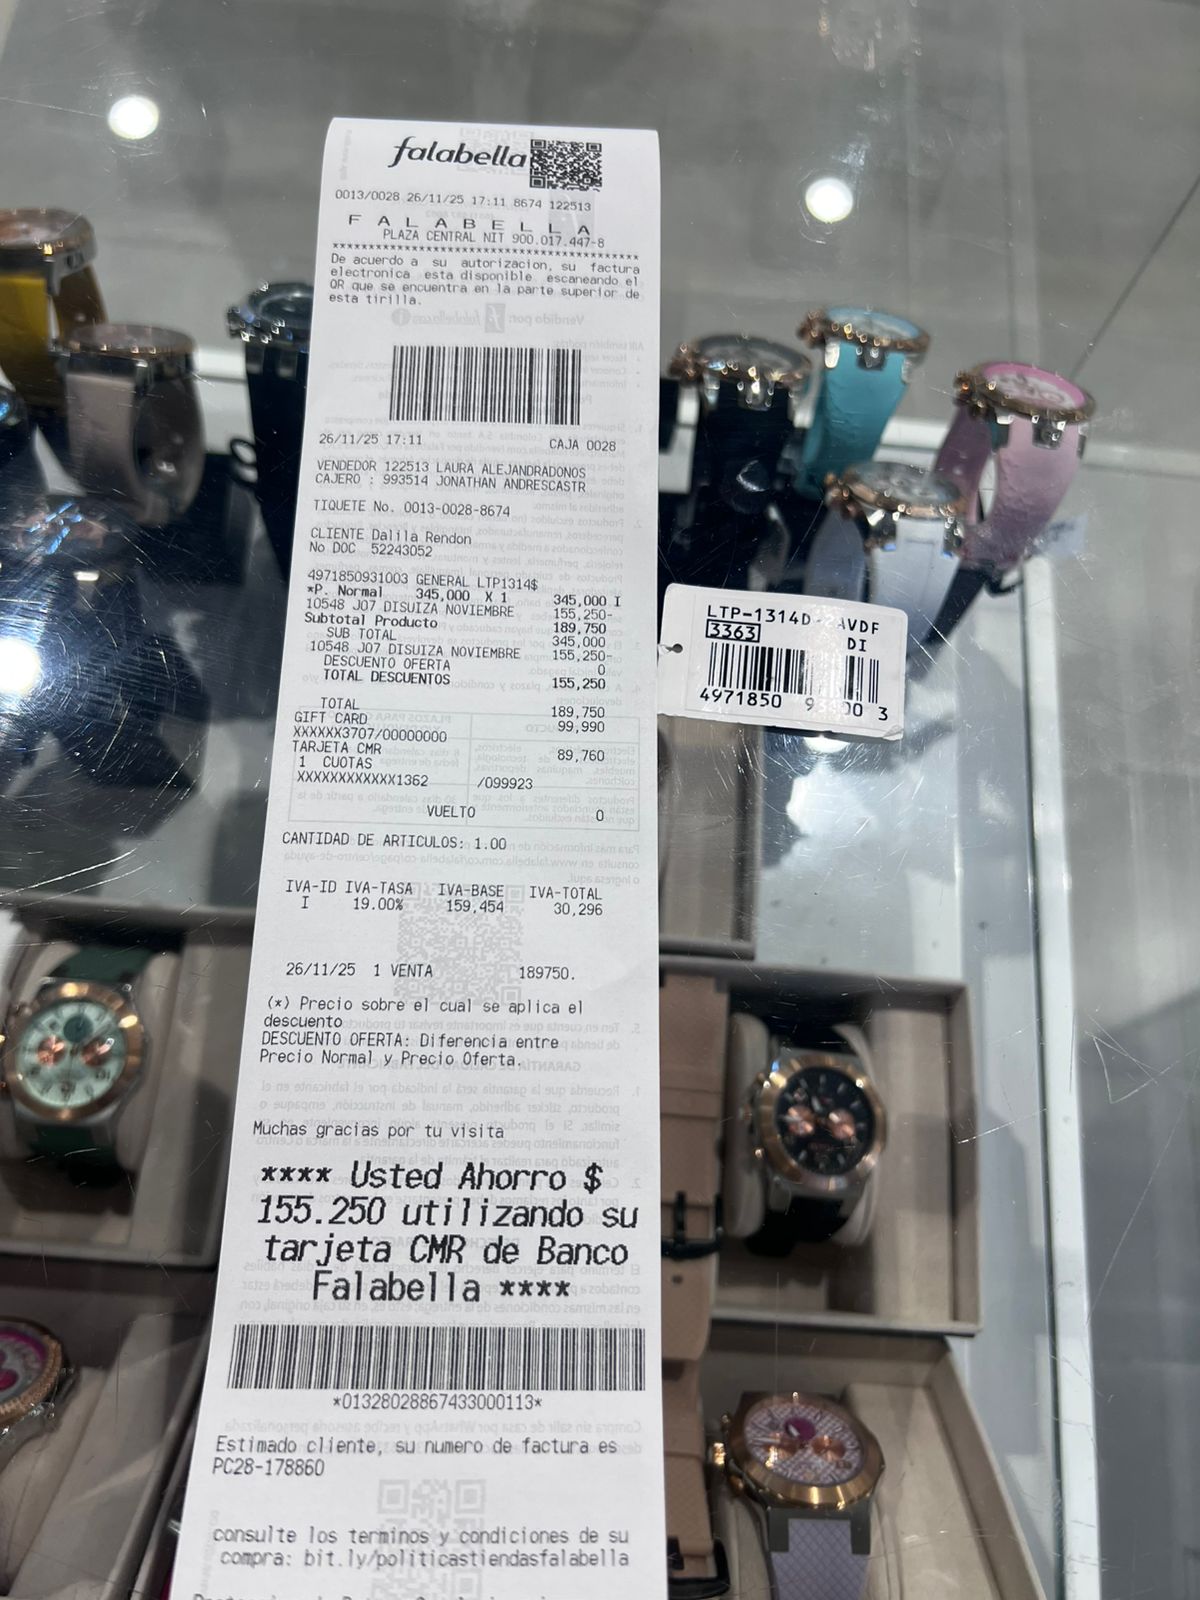 falabella
0013/0028 26/11/25 17:11 8674 122513
F A L A B E L L A
PLAZA CENTRAL NIT 900.017.447-8
****************************************
De acuerdo a su autorizacion, su factura
electronica esta disponible escaneando el
QR que se encuentra en la parte superior de
esta tirilla.
26/11/25 17:11 CAJA 0028
VENDEDOR 122513 LAURA ALEJANDRADONOS
CAJERO : 993514 JONATHAN ANDRESCASTR
TIQUETE No. 0013-0028-8674
CLIENTE Dalila Rendon
No DOC 52243052
4971850931003 GENERAL LTP1314$
*P. Normal 345,000 X 1 345,000 I
10548 J07 DISUIZA NOVIEMBRE 155,250-
Subtotal Producto 189,750
SUB TOTAL 345,000
10548 J07 DISUIZA NOVIEMBRE 155,250-
DESCUENTO OFERTA 0
TOTAL DESCUENTOS 155,250
TOTAL 189,750
GIFT CARD 99,990
XXXXXX3707/00000000
TARJETA CMR 89,760
1 CUOTAS
XXXXXXXXXXXX1362 /099923
VUELTO 0
CANTIDAD DE ARTICULOS: 1.00
IVA-ID IVA-TASA IVA-BASE IVA-TOTAL
I 19.00% 159,454 30,296
26/11/25 1 VENTA 189750.
(*) Precio sobre el cual se aplica el
descuento
DESCUENTO OFERTA: Diferencia entre
Precio Normal y Precio Oferta.
Muchas gracias por tu visita
**** Usted Ahorro $
155.250 utilizando su
tarjeta CMR de Banco
Falabella ****
*01328028867433000113*
Estimado cliente, su numero de factura es
PC28-178860
consulte los terminos y condiciones de su
compra: bit.ly/politicastiendasfalabella
LTP-1314D-2AVDF
3363 DI
4971850 3